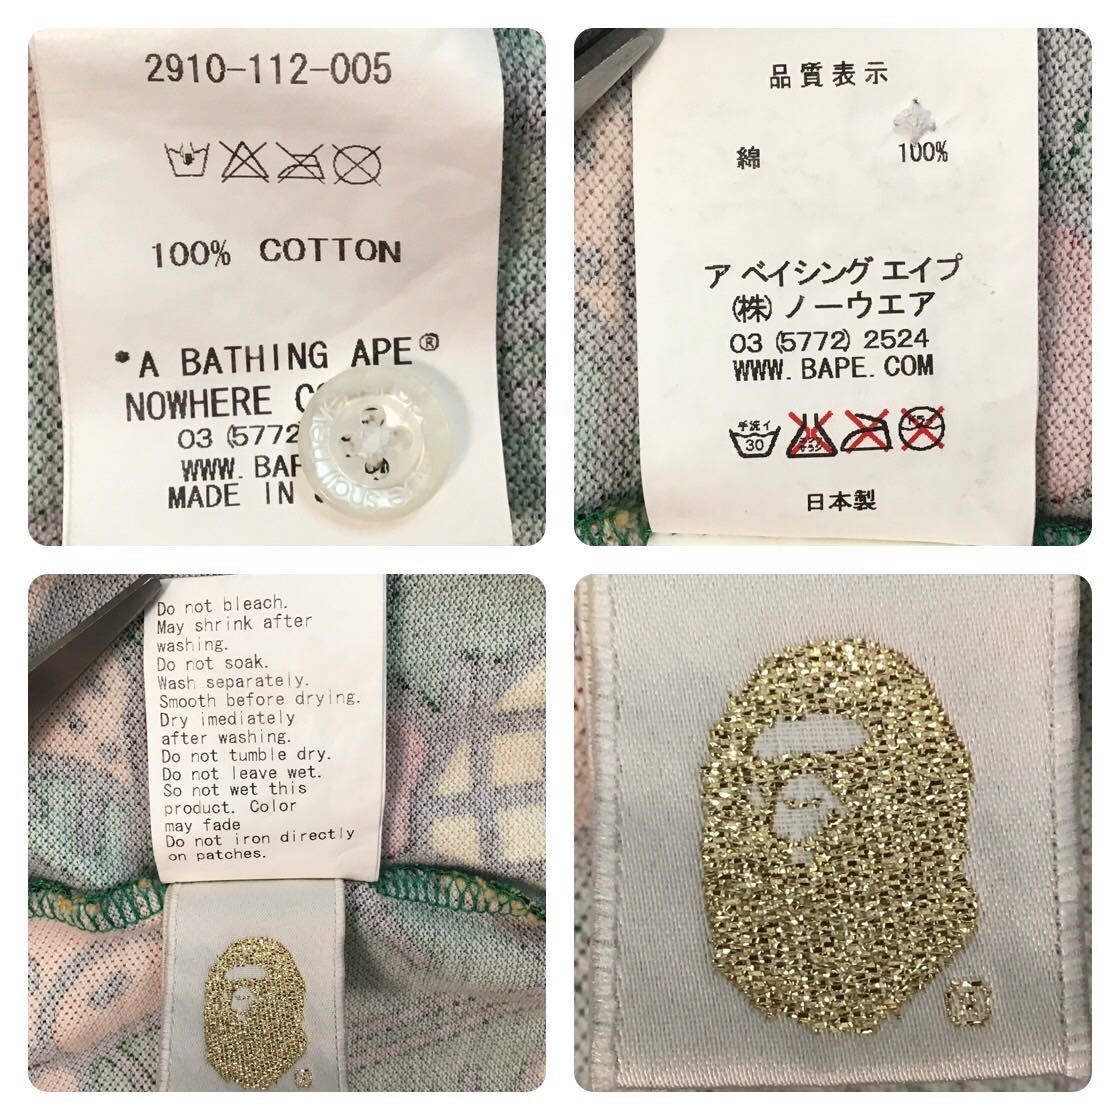 2910-112-005
100% COTTON
*A BATHING APE®
NOWHERE
03 (5772
WWW.
MADE IN
品質表示
綿 100%
ア ベイシング エイプ
(株) ノーウエア
03 (5772) 2524
WWW. BAPE. COM
手洗イ
30
日本製
Do not bleach.
May shrink after
washing.
Do not soak.
Wash separately.
Smooth before drying.
Dry imediately
after washing.
Do not tumble dry.
Do not leave wet.
So not wet this
product. Color
may fade
Do not iron directly
on patches.
®
®